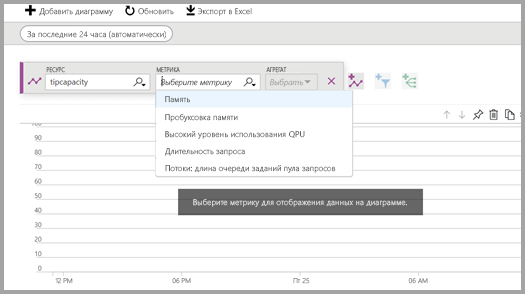 Добавить диаграмму Обновить Экспорт в Excel
За последние 24 часа (автоматически)
РЕСУРС МЕТРИКА АГРЕГАТ
tipcapacity Выберите метрику Выбрать
Память
Пробуксовка памяти
Высокий уровень использования QPU
Длительность запроса
Потоки: длина очереди заданий пула запросов
100
90
80
70
60
50
40
30
20
10
0
Выберите метрику для отображения данных на диаграмме.
12 PM 06 PM Пт 25 06 AM